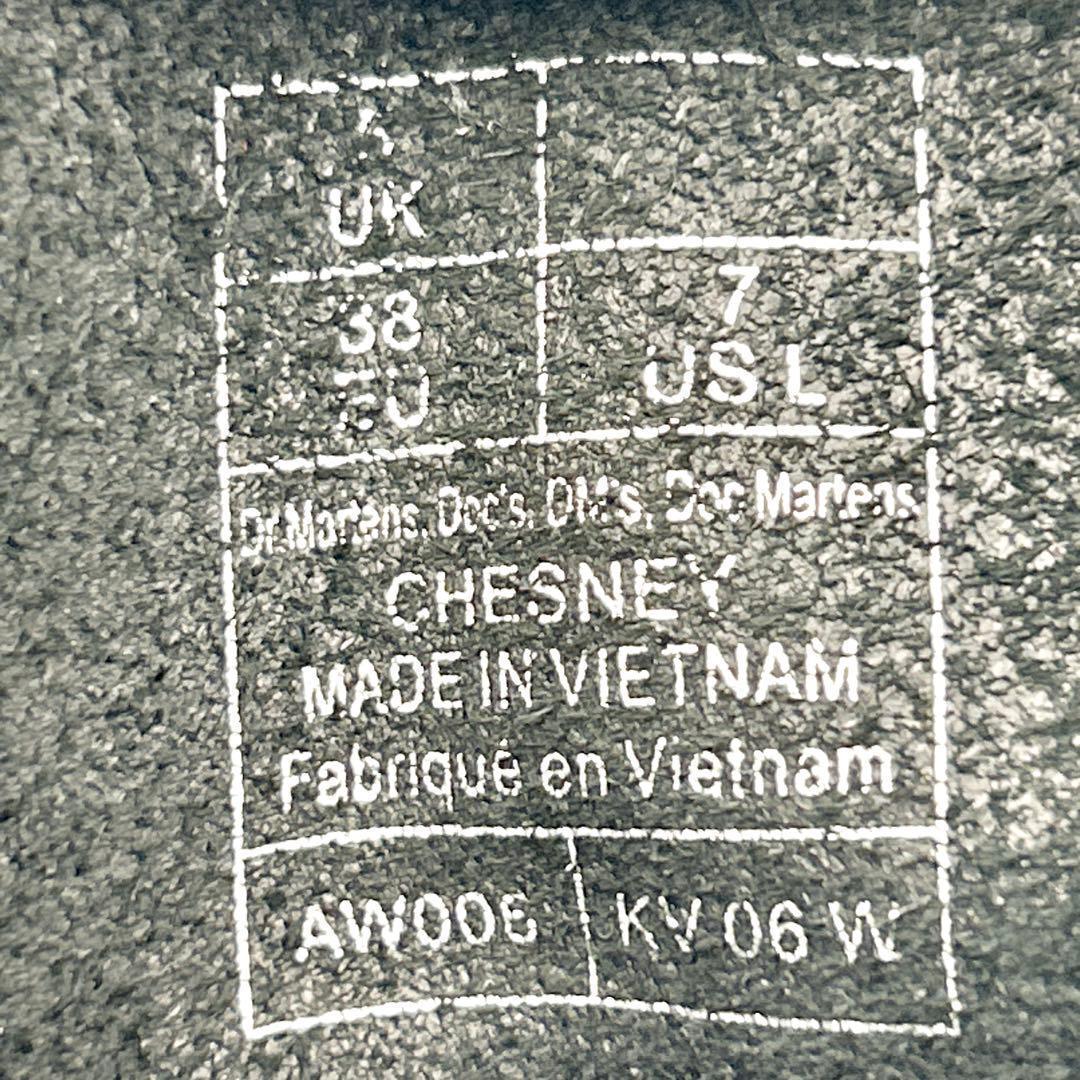 5
UK
38
EU
7
US L
Dr.Martens, Doc's, DM's, Doc Martens
CHESNEY
MADE IN VIETNAM
Fabriqué en Vietnam
AW006
KV 06 W